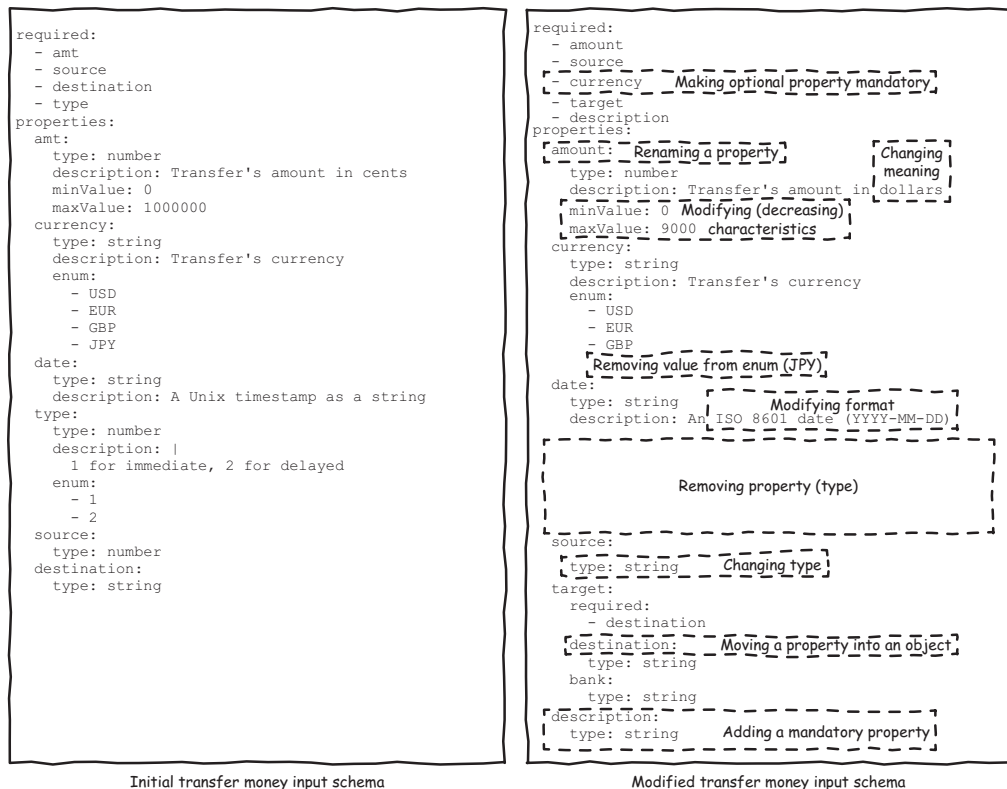 required:
  - amt
  - source
  - destination
  - type
properties:
  amt:
    type: number
    description: Transfer's amount in cents
    minValue: 0
    maxValue: 1000000
  currency:
    type: string
    description: Transfer's currency
    enum:
      - USD
      - EUR
      - GBP
      - JPY
  date:
    type: string
    description: A Unix timestamp as a string
  type:
    type: number
    description: |
      1 for immediate, 2 for delayed
    enum:
      - 1
      - 2
  source:
    type: number
  destination:
    type: string
Initial transfer money input schema
required:
  - amount
  - source
  - currency Making optional property mandatory
  - target
  - description
properties:
  amount: Renaming a property
Changing
meaning
    type: number
    description: Transfer's amount in dollars
    minValue: 0 Modifying (decreasing)
    maxValue: 9000 characteristics
  currency:
    type: string
    description: Transfer's currency
    enum:
      - USD
      - EUR
      - GBP
Removing value from enum (JPY)
  date:
    type: string
Modifying format
    description: An ISO 8601 date (YYYY-MM-DD)
Removing property (type)
  source:
    type: string Changing type
  target:
    required:
      - destination
    destination: Moving a property into an object
      type: string
    bank:
      type: string
  description:
    type: string Adding a mandatory property
Modified transfer money input schema